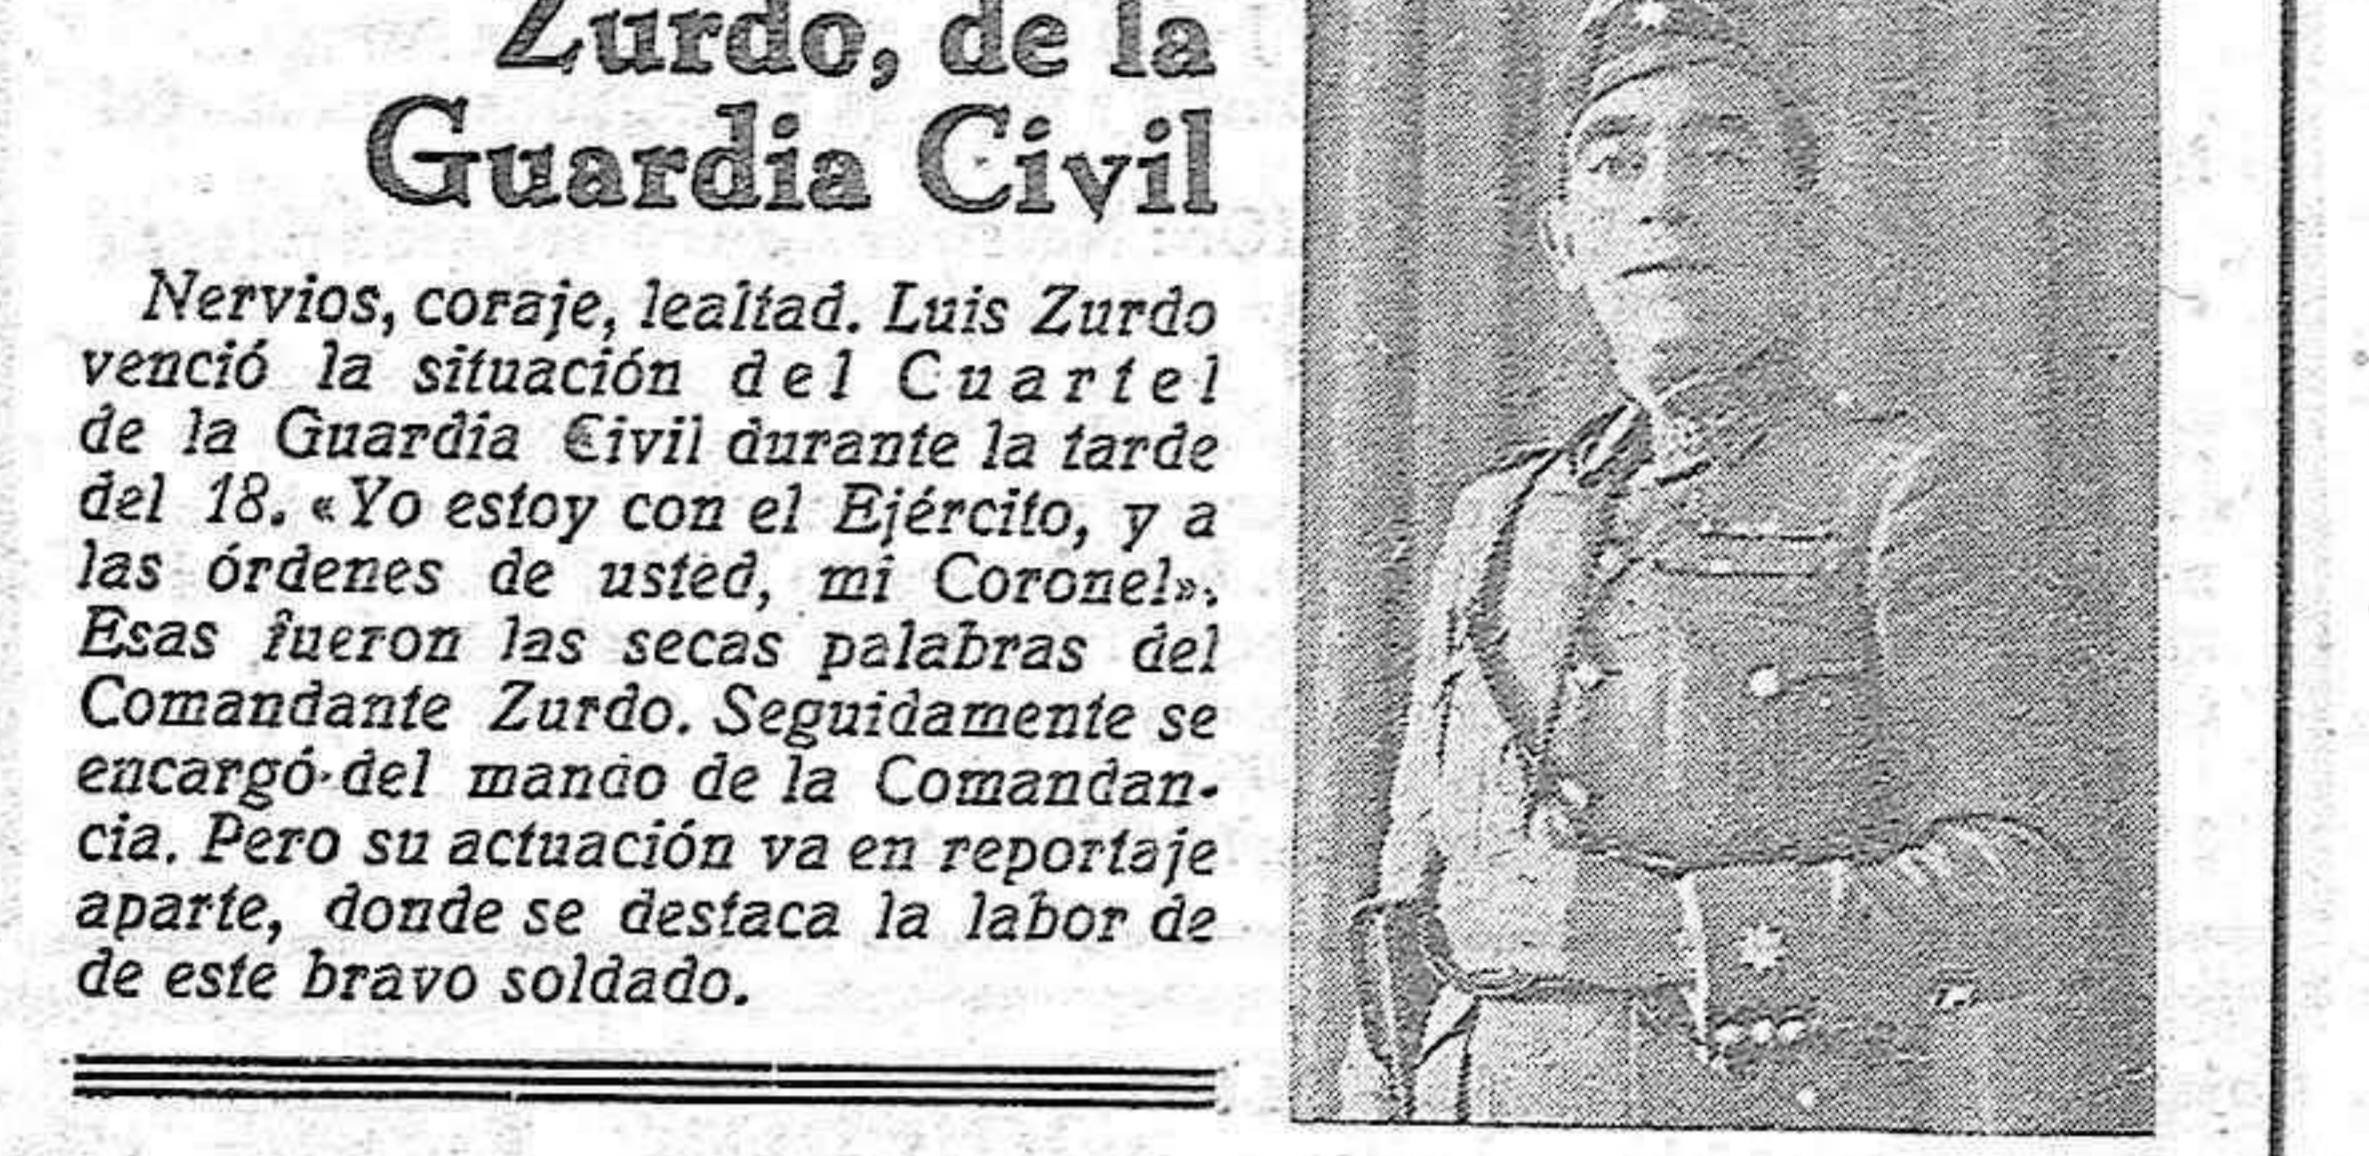 Zurdo, de la
Guardia Civil
Nervios, coraje, lealtad. Luis Zurdo
venció la situación del Cuartel
de la Guardia Civil durante la tarde
del 18. «Yo estoy con el Ejército, y a
las órdenes de usted, mi Coronel».
Esas fueron las secas palabras del
Comandante Zurdo. Seguidamente se
encargó del mando de la Comandan-
cia. Pero su actuación va en reportaje
aparte, donde se destaca la labor de
de este bravo soldado.